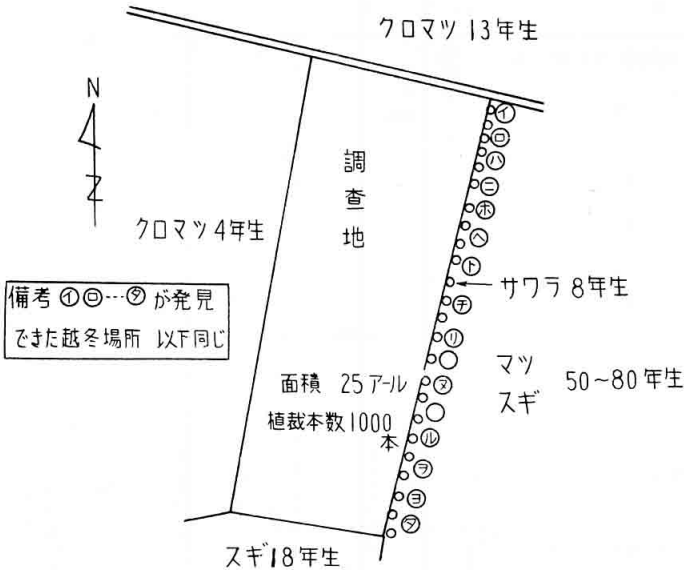 クロマツ 13年生
N
調
査
地
クロマツ 4年生
備考 ㋑㋺…㋟ が発見
できた越冬場所 以下同じ
面積 25アール
植裁本数1000
本
サワラ 8年生
マツ
スギ
50~80年生
スギ18年生
㋑
㋺
㋩
㊁
㋭
㋬
㋣
㋠
㋷
㋦
㋸
㋾
㋵
㋟